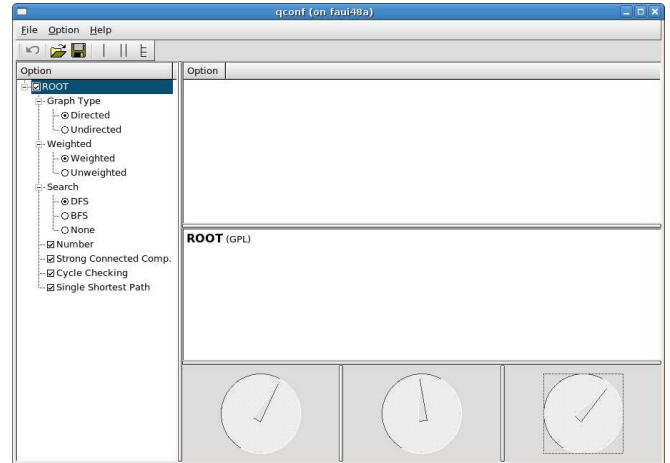 qconf (on faui48a)
File Option Help
Option
ROOT
Graph Type
Directed
Undirected
Weighted
Weighted
Unweighted
Search
DFS
BFS
None
Number
Strong Connected Comp.
Cycle Checking
Single Shortest Path
Option
ROOT (GPL)